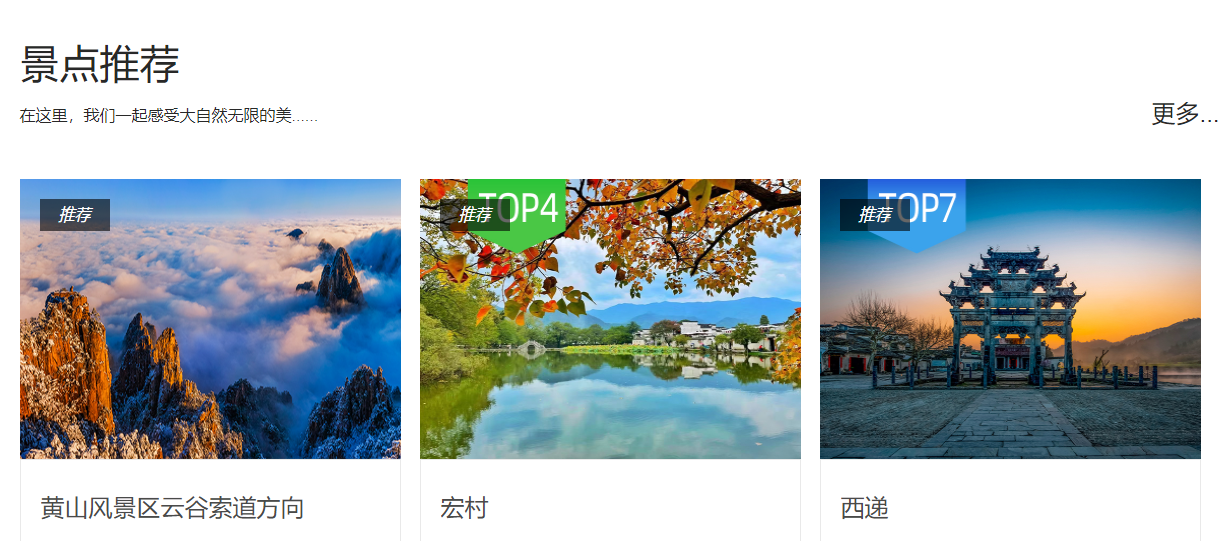 景点推荐
在这里，我们一起感受大自然无限的美......
更多...
推荐
推荐
TOP4
推荐
TOP7
黄山风景区云谷索道方向
宏村
西递